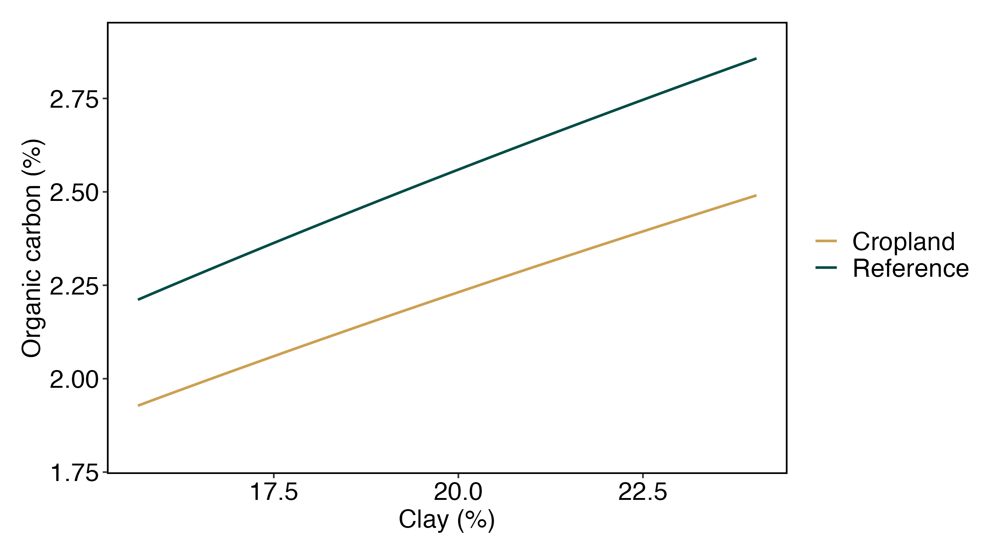 Organic carbon (%)
2.75
2.50
2.25
2.00
1.75
17.5 20.0 22.5
Clay (%)
Cropland
Reference